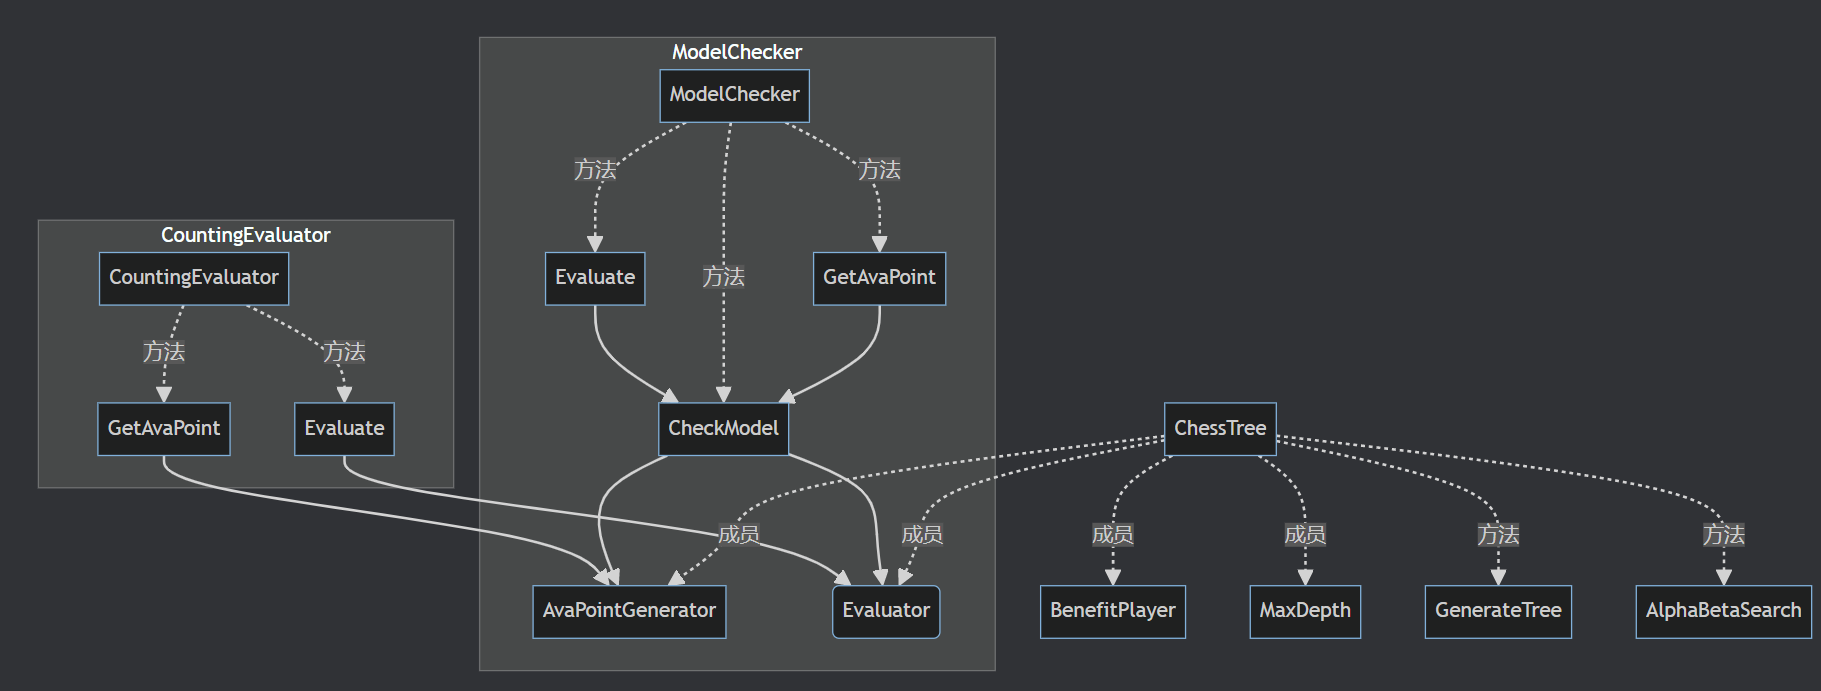 ModelChecker
ModelChecker
方法
方法
CountingEvaluator
CountingEvaluator
Evaluate
方法
GetAvaPoint
方法
方法
GetAvaPoint
Evaluate
CheckModel
ChessTree
成员
成员
成员
成员
方法
方法
AvaPointGenerator
Evaluator
BenefitPlayer
MaxDepth
GenerateTree
AlphaBetaSearch